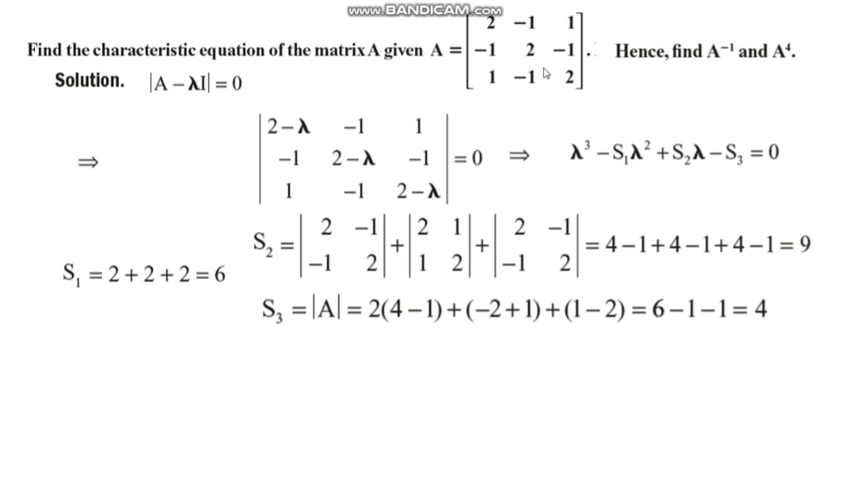 www.BANDICAM.com
Find the characteristic equation of the matrix A given A = [2 −1 1; −1 2 −1; 1 −1 2]. Hence, find A⁻¹ and A⁴.
Solution. |A − λI| = 0
⇒ |2−λ −1 1; −1 2−λ −1; 1 −1 2−λ| = 0 ⇒ λ³ − S₁λ² + S₂λ − S₃ = 0
S₂ = |2 −1; −1 2| + |2 1; 1 2| + |2 −1; −1 2| = 4 − 1 + 4 − 1 + 4 − 1 = 9
S₁ = 2 + 2 + 2 = 6
S₃ = |A| = 2(4 − 1) + (−2 + 1) + (1 − 2) = 6 − 1 − 1 = 4